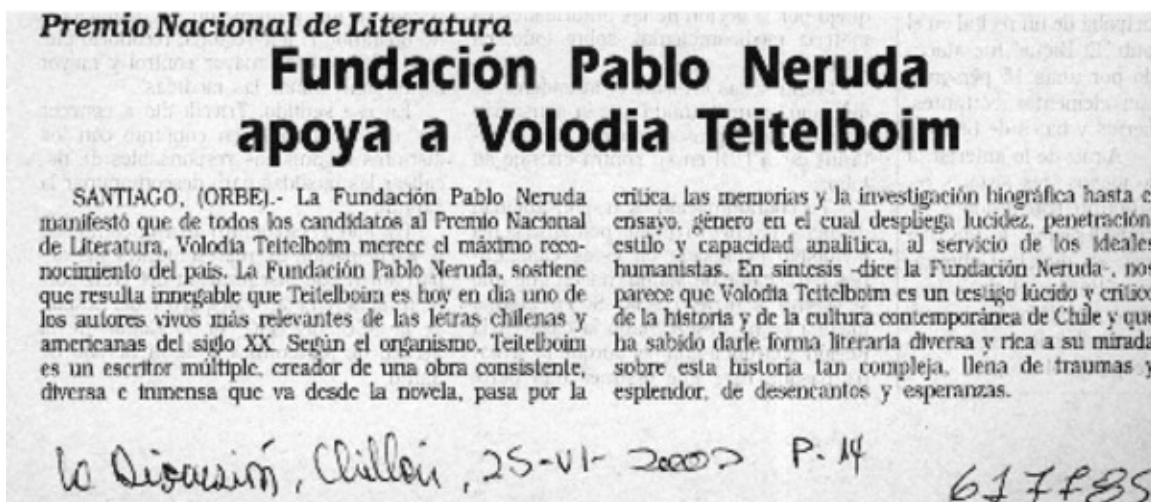 Premio Nacional de Literatura
Fundación Pablo Neruda
apoya a Volodia Teitelboim
SANTIAGO, (ORBE).- La Fundación Pablo Neruda
manifestó que de todos los candidatos al Premio Nacional
de Literatura, Volodia Teitelboim merece el máximo reco-
nocimiento del país. La Fundación Pablo Neruda, sostiene
que resulta innegable que Teitelboim es hoy en día uno de
los autores vivos más relevantes de las letras chilenas y
americanas del siglo XX. Según el organismo, Teitelboim
es un escritor múltiple, creador de una obra consistente,
diversa e inmensa que va desde la novela, pasa por la
crítica, las memorias y la investigación biográfica hasta e
ensayo, género en el cual despliega lucidez, penetración
estilo y capacidad analítica, al servicio de los ideales
humanistas. En síntesis -dice la Fundación Neruda-, nos
parece que Volodia Teitelboim es un testigo lúcido y crítico
de la historia y de la cultura contemporánea de Chile y que
ha sabido darle forma literaria diversa y rica a su mirada
sobre esta historia tan compleja, llena de traumas y
esplendor, de desencantos y esperanzas.
La Discusión, Chillán, 25-VI- P. 14